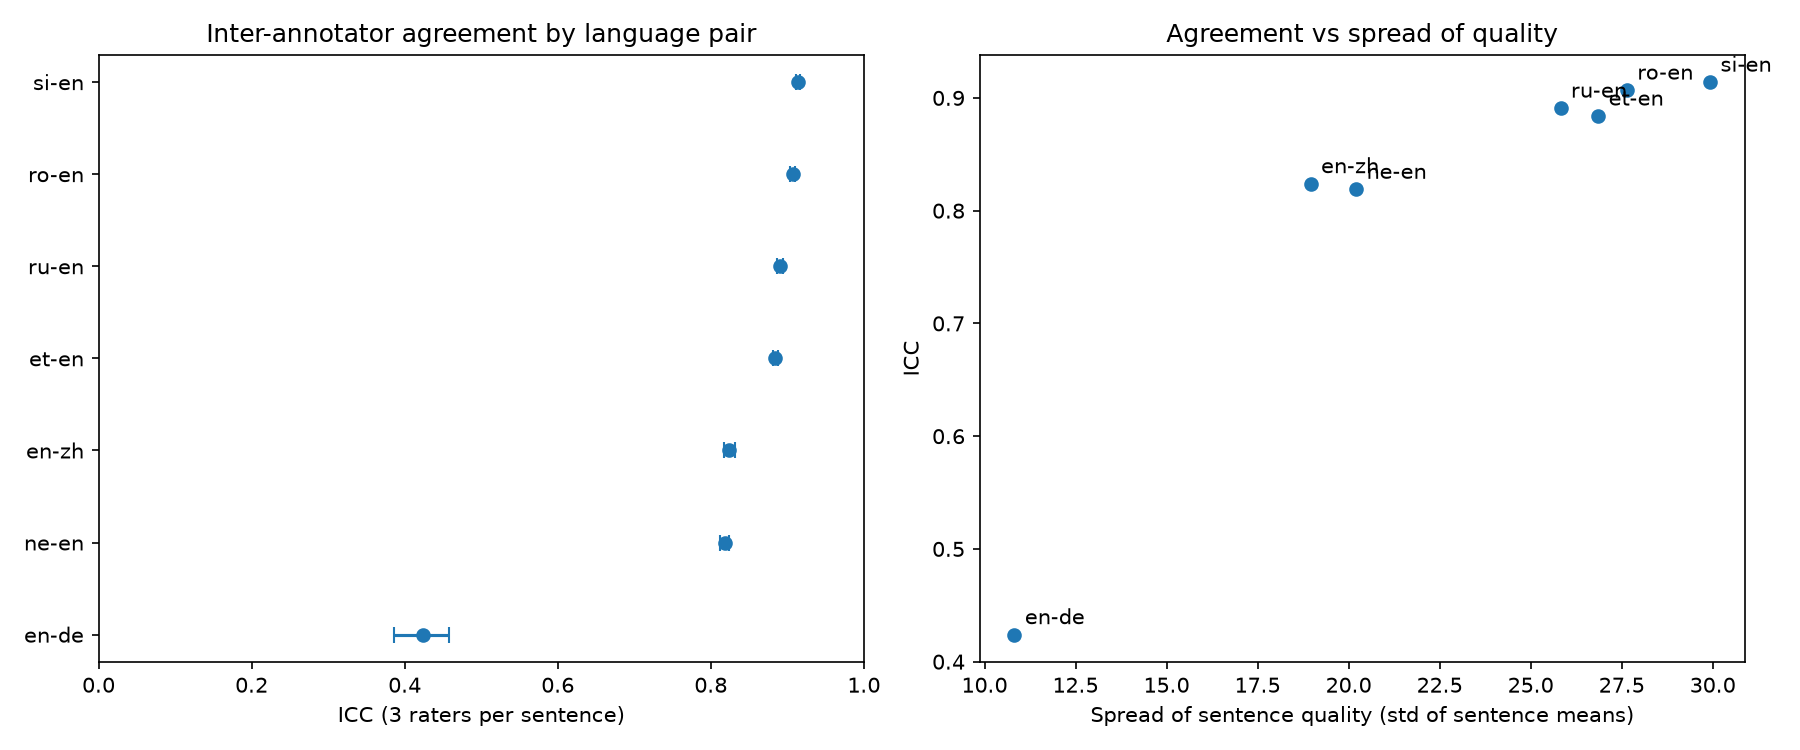 Inter-annotator agreement by language pair
si-en
ro-en
ru-en
et-en
en-zh
ne-en
en-de
0.0 0.2 0.4 0.6 0.8 1.0
ICC (3 raters per sentence)
Agreement vs spread of quality
ICC
0.9
0.8
0.7
0.6
0.5
0.4
si-en
ro-en
ru-en
et-en
en-zh
ne-en
en-de
10.0 12.5 15.0 17.5 20.0 22.5 25.0 27.5 30.0
Spread of sentence quality (std of sentence means)